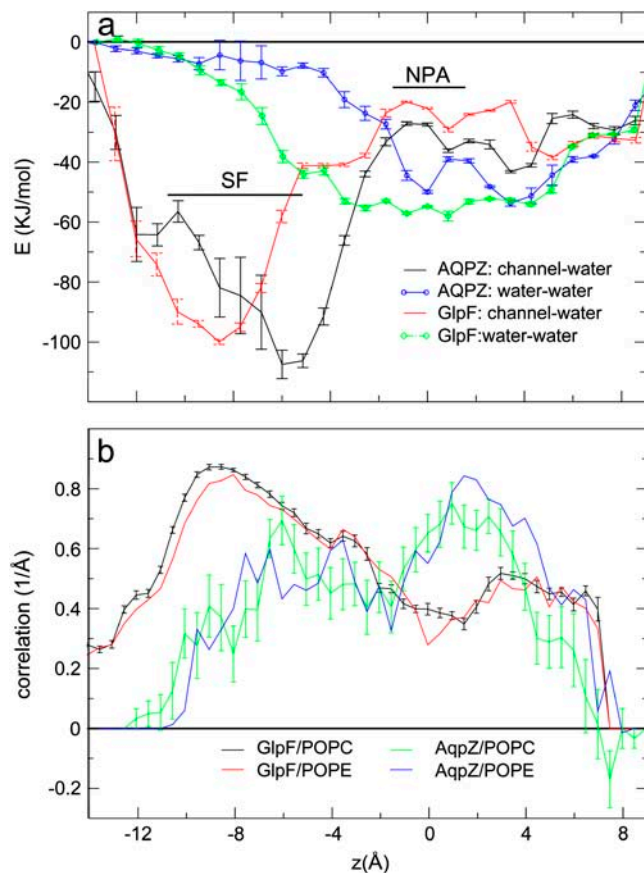 a
0
-20
-40
-60
-80
-100
E (KJ/mol)
SF
NPA
AQPZ: channel-water
AQPZ: water-water
GlpF: channel-water
GlpF:water-water
b
0.8
0.6
0.4
0.2
0
-0.2
correlation (1/Å)
GlpF/POPC
GlpF/POPE
AqpZ/POPC
AqpZ/POPE
-12
-8
-4
0
4
8
z(Å)